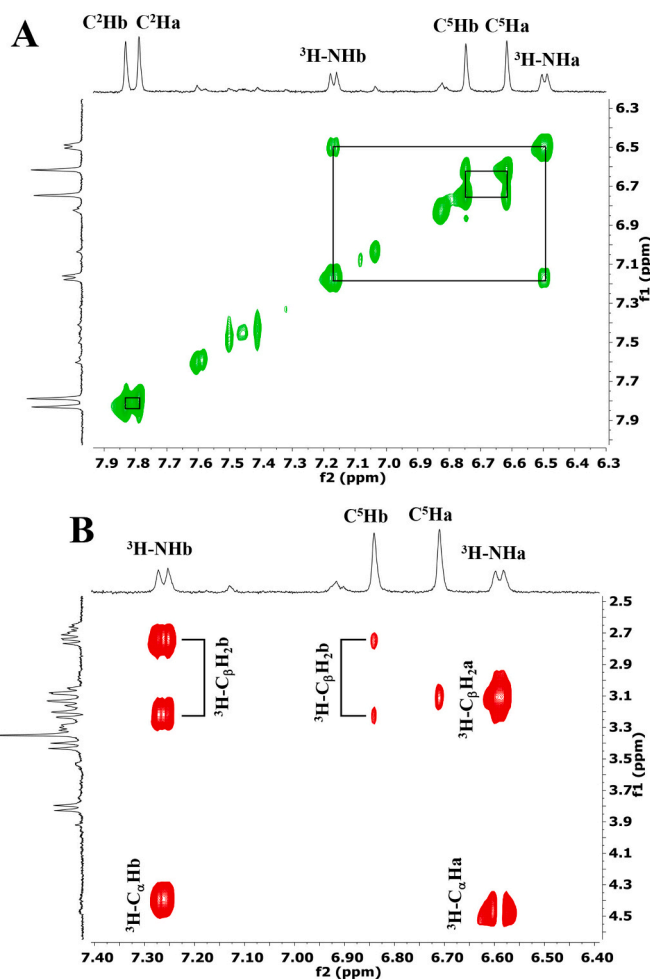 A
C²Hb C²Ha
³H-NHb
C⁵Hb C⁵Ha
³H-NHa
6.3
6.5
6.7
6.9
7.1
7.3
7.5
7.7
7.9
f1 (ppm)
7.9 7.8 7.7 7.6 7.5 7.4 7.3 7.2 7.1 7.0 6.9 6.8 6.7 6.6 6.5 6.4 6.3
f2 (ppm)
B
³H-NHb
C⁵Hb C⁵Ha
³H-NHa
2.5
2.7
2.9
3.1
3.3
3.5
3.7
3.9
4.1
4.3
4.5
f1 (ppm)
³H-CᵦH₂b
³H-CᵦH₂b
³H-CᵦH₂a
³H-CαHb
³H-CαHa
7.40 7.30 7.20 7.10 7.00 6.90 6.80 6.70 6.60 6.50 6.40
f2 (ppm)